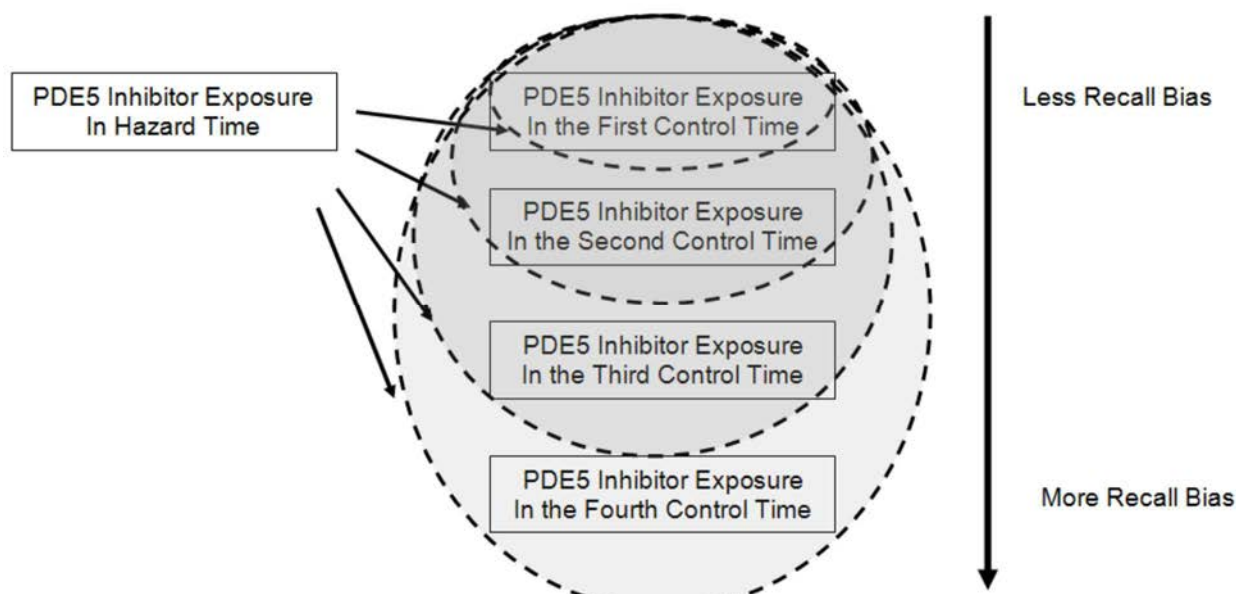 PDE5 Inhibitor Exposure
In Hazard Time
PDE5 Inhibitor Exposure
In the First Control Time
Less Recall Bias
PDE5 Inhibitor Exposure
In the Second Control Time
PDE5 Inhibitor Exposure
In the Third Control Time
PDE5 Inhibitor Exposure
In the Fourth Control Time
More Recall Bias